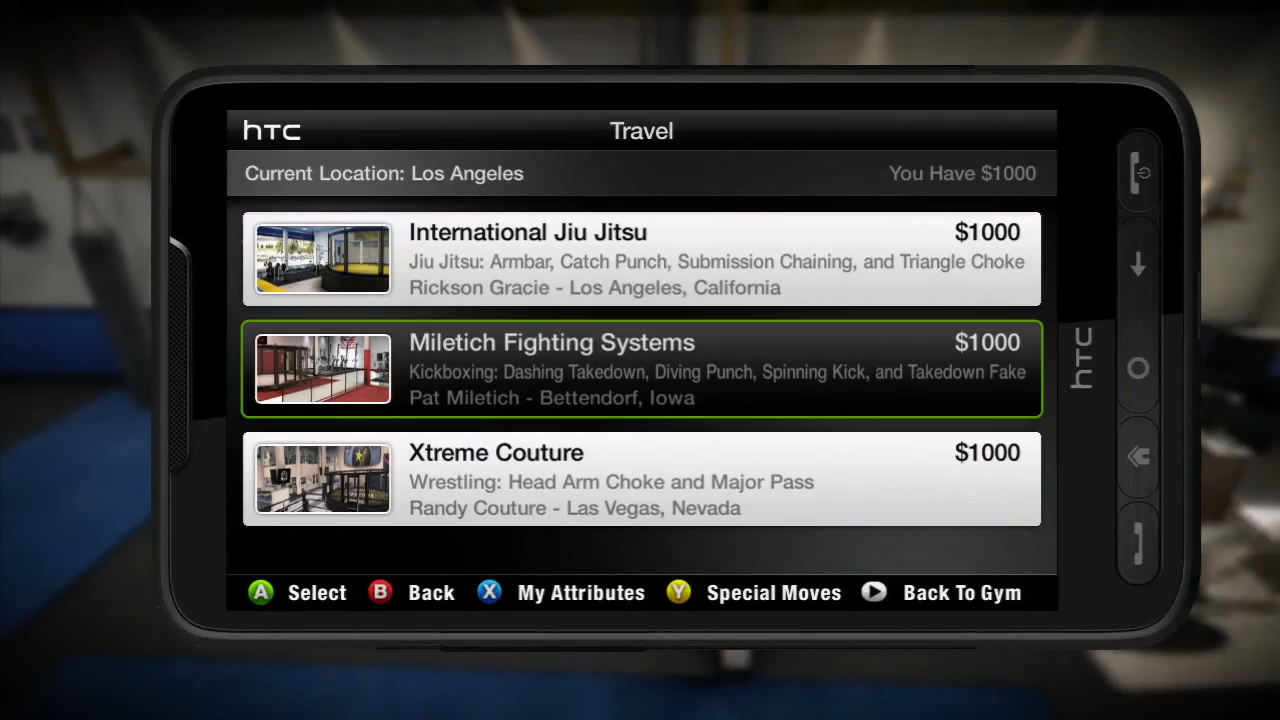 hTC
Travel
Current Location: Los Angeles
You Have $1000
International Jiu Jitsu
$1000
Jiu Jitsu: Armbar, Catch Punch, Submission Chaining, and Triangle Choke
Rickson Gracie - Los Angeles, California
Miletich Fighting Systems
$1000
Kickboxing: Dashing Takedown, Diving Punch, Spinning Kick, and Takedown Fake
Pat Miletich - Bettendorf, Iowa
Xtreme Couture
$1000
Wrestling: Head Arm Choke and Major Pass
Randy Couture - Las Vegas, Nevada
hTC
A Select B Back X My Attributes Y Special Moves Back To Gym